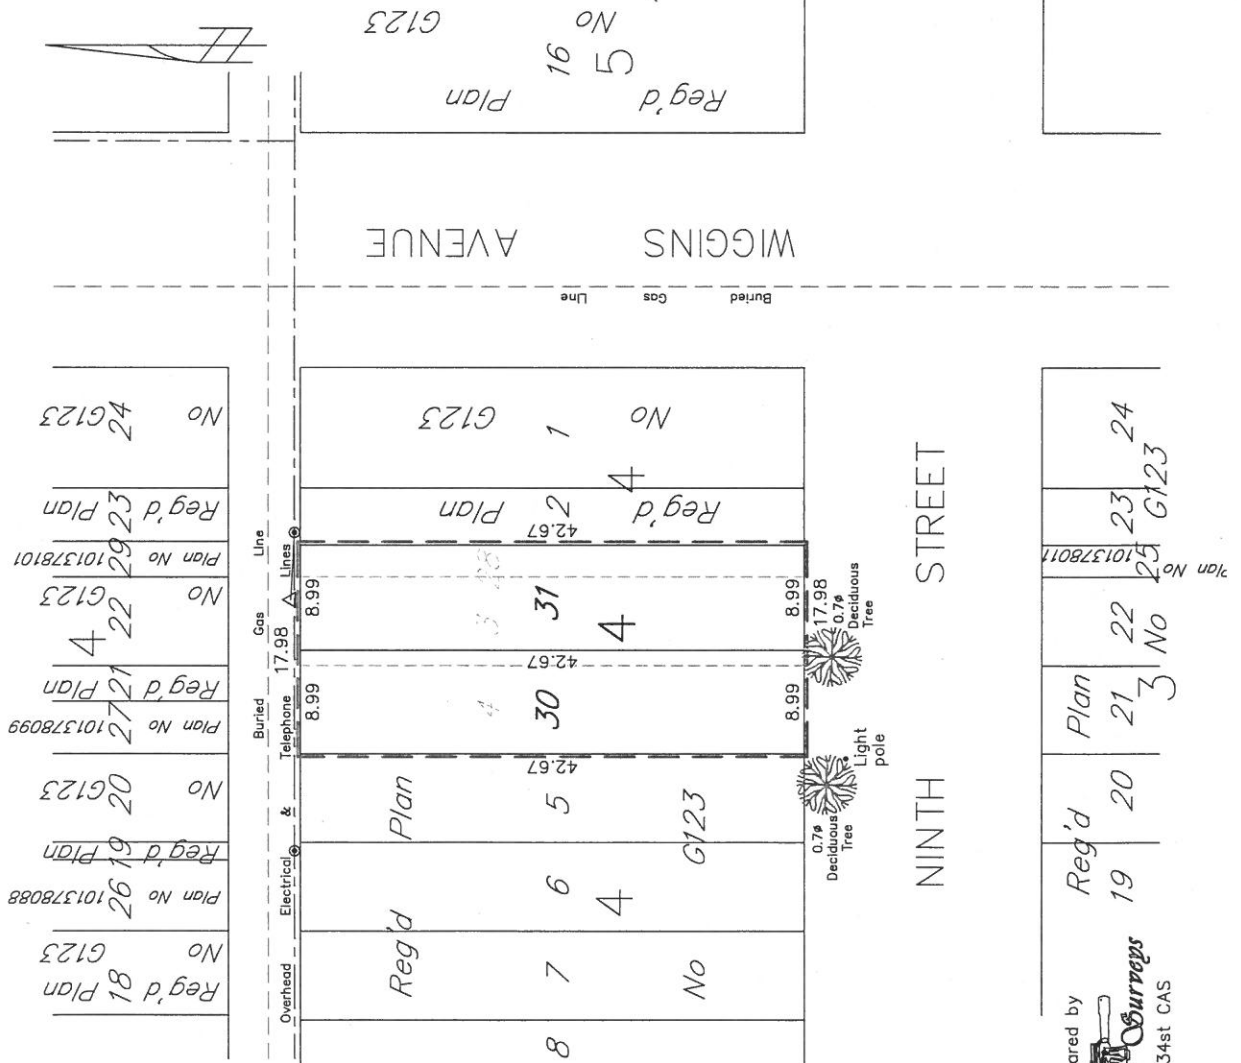 Reg'd Plan
No G123
16
5
WIGGINS AVENUE
Buried Gas Line
No G123
24
Reg'd Plan
23
Plan No 101378101
29
No G123
22
4
Reg'd Plan
21
Plan No 101378099
27
No G123
20
Reg'd Plan
19
Plan No 101378088
26
No G123
Reg'd Plan
18
Buried Gas Line
Overhead Electrical & Telephone Lines
17.98
No G123
1
4
Reg'd Plan
2
42.67
3 28
8.99
31
8.99
4
42.67
4
8.99
30
8.99
42.67
17.98
0.7ø
Deciduous
Tree
Light
pole
0.7ø
Deciduous
Tree
Reg'd Plan
No G123
5
6
4
7
8
NINTH STREET
Reg'd Plan
No G123
24
23
Plan No 101378011
25
22
21
3
20
19
ared by
Surveys
34st CAS